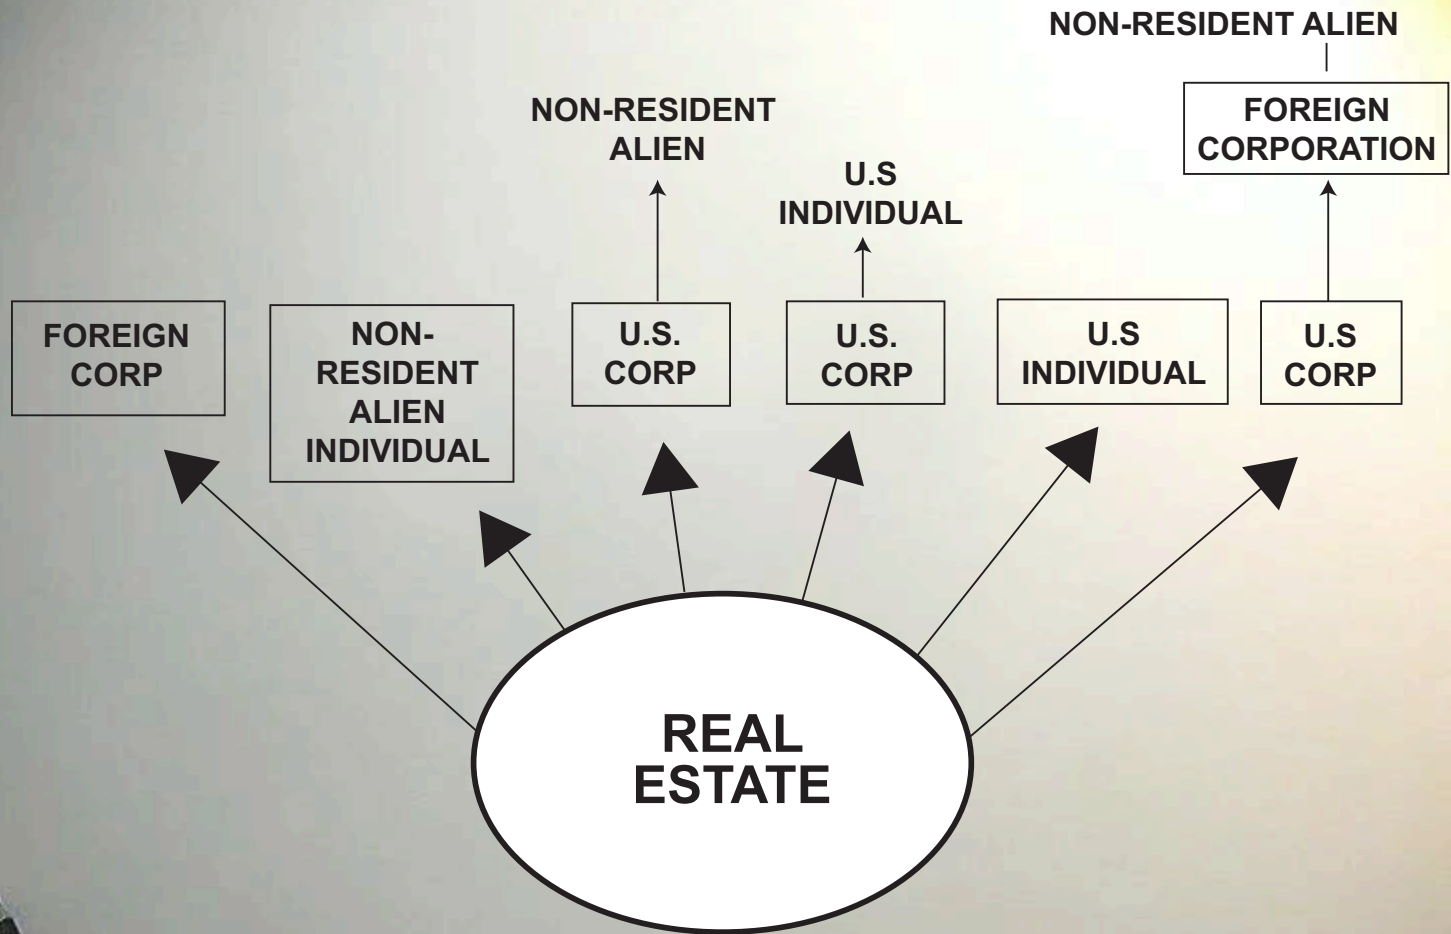 NON-RESIDENT ALIEN
FOREIGN
CORPORATION
NON-RESIDENT
ALIEN
U.S
INDIVIDUAL
FOREIGN
CORP
NON-
RESIDENT
ALIEN
INDIVIDUAL
U.S.
CORP
U.S.
CORP
U.S
INDIVIDUAL
U.S
CORP
REAL
ESTATE